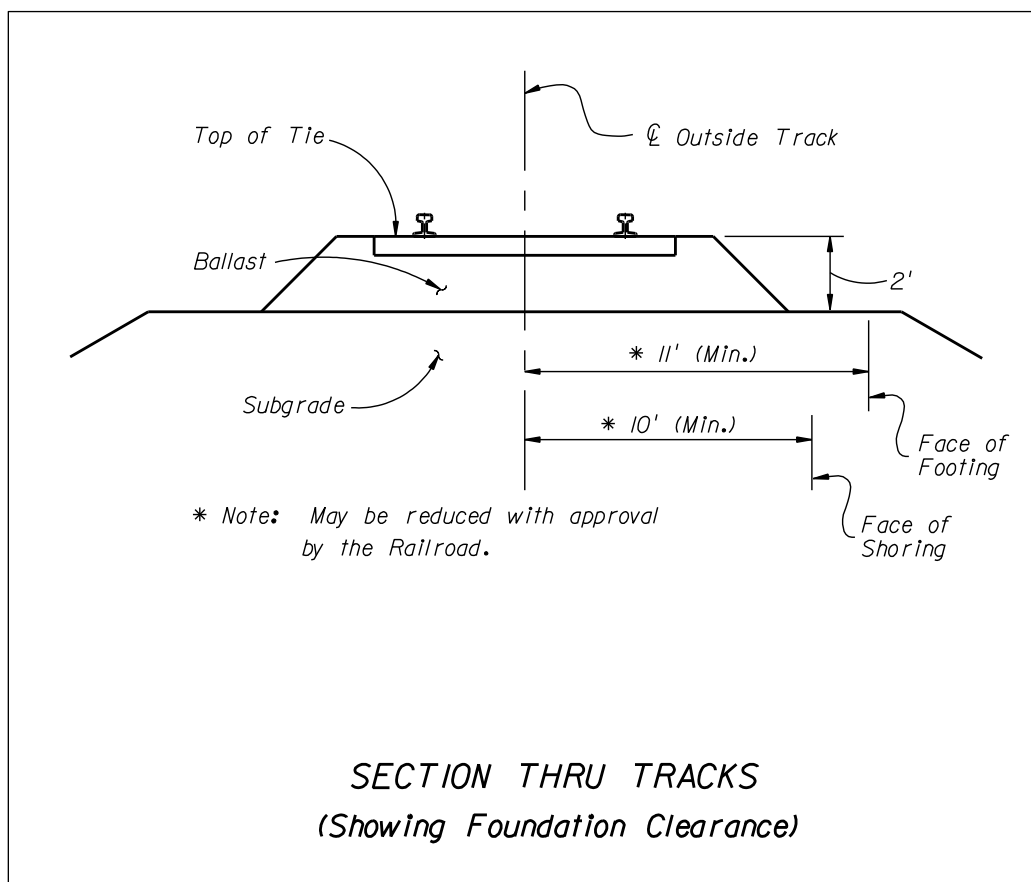 Top of Tie
℄ Outside Track
Ballast
2'
* 11' (Min.)
Subgrade
* 10' (Min.)
Face of
Footing
* Note: May be reduced with approval
by the Railroad.
Face of
Shoring
SECTION THRU TRACKS
(Showing Foundation Clearance)